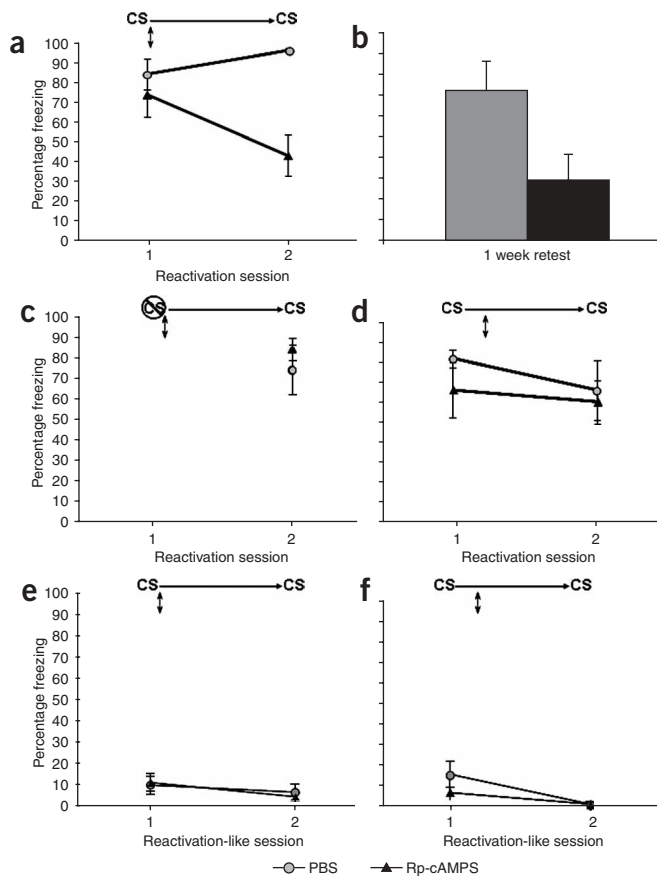 CS CS
a
100
90
80
70
60
50
40
30
20
10
0
Percentage freezing
1 2
Reactivation session
b
1 week retest
c
CS CS
100
90
80
70
60
50
40
30
20
10
0
Percentage freezing
1 2
Reactivation session
d
CS CS
1 2
Reactivation session
e
CS CS
100
90
80
70
60
50
40
30
20
10
0
Percentage freezing
1 2
Reactivation-like session
f
CS CS
1 2
Reactivation-like session
PBS Rp-cAMPS